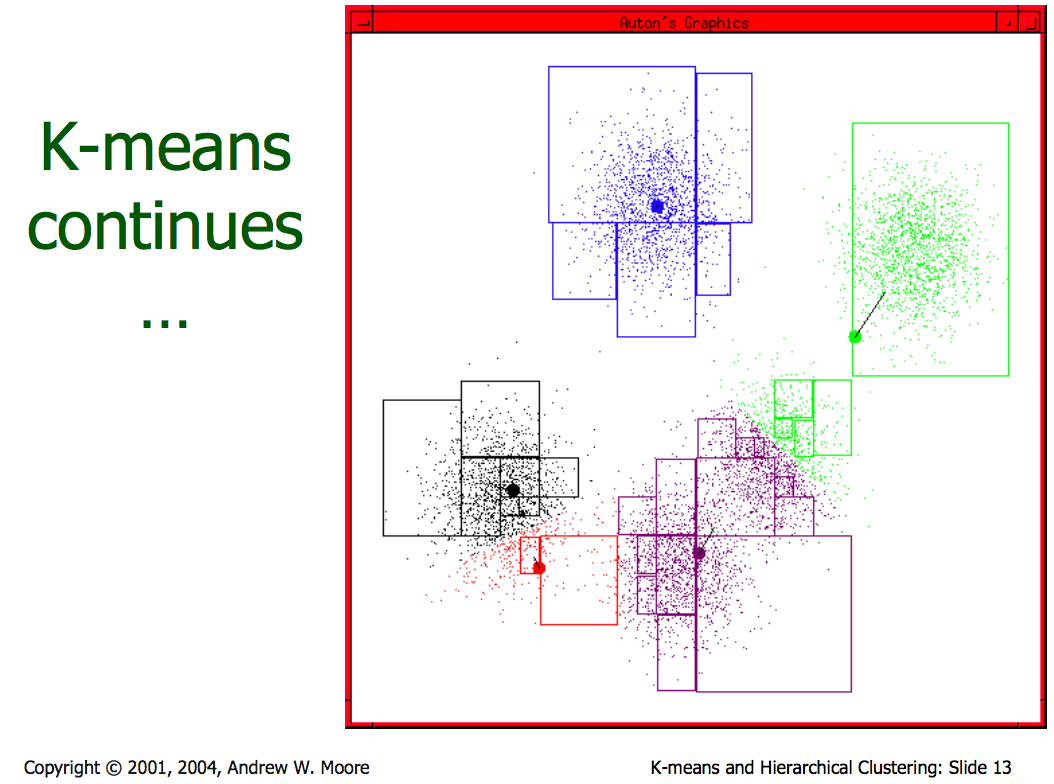 Auton's Graphics
K-means
continues
...
Copyright © 2001, 2004, Andrew W. Moore
K-means and Hierarchical Clustering: Slide 13